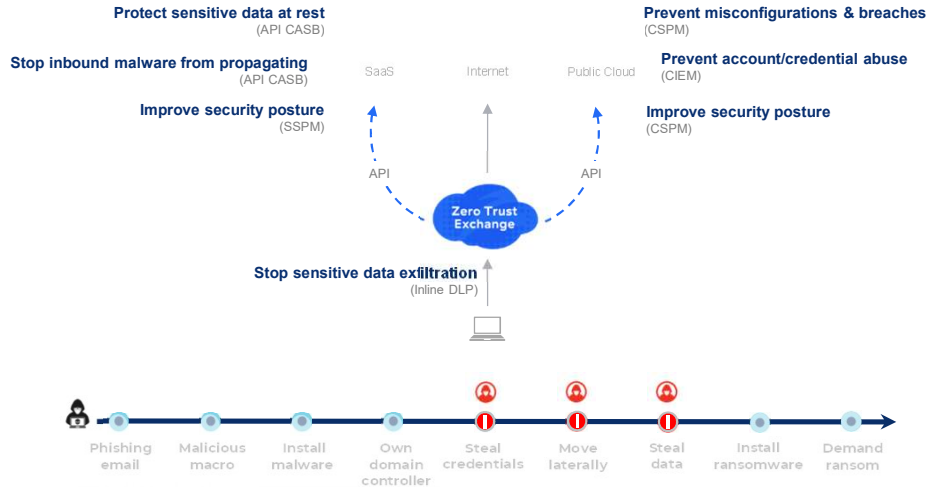 Protect sensitive data at rest
(API CASB)
Prevent misconfigurations & breaches
(CSPM)
Stop inbound malware from propagating
(API CASB)
SaaS
Internet
Public Cloud
Prevent account/credential abuse
(CIEM)
Improve security posture
(SSPM)
Improve security posture
(CSPM)
API
API
Zero Trust
Exchange
Stop sensitive data exfiltration
(Inline DLP)
Phishing
email
Malicious
macro
Install
malware
Own
domain
controller
Steal
credentials
Move
laterally
Steal
data
Install
ransomware
Demand
ransom